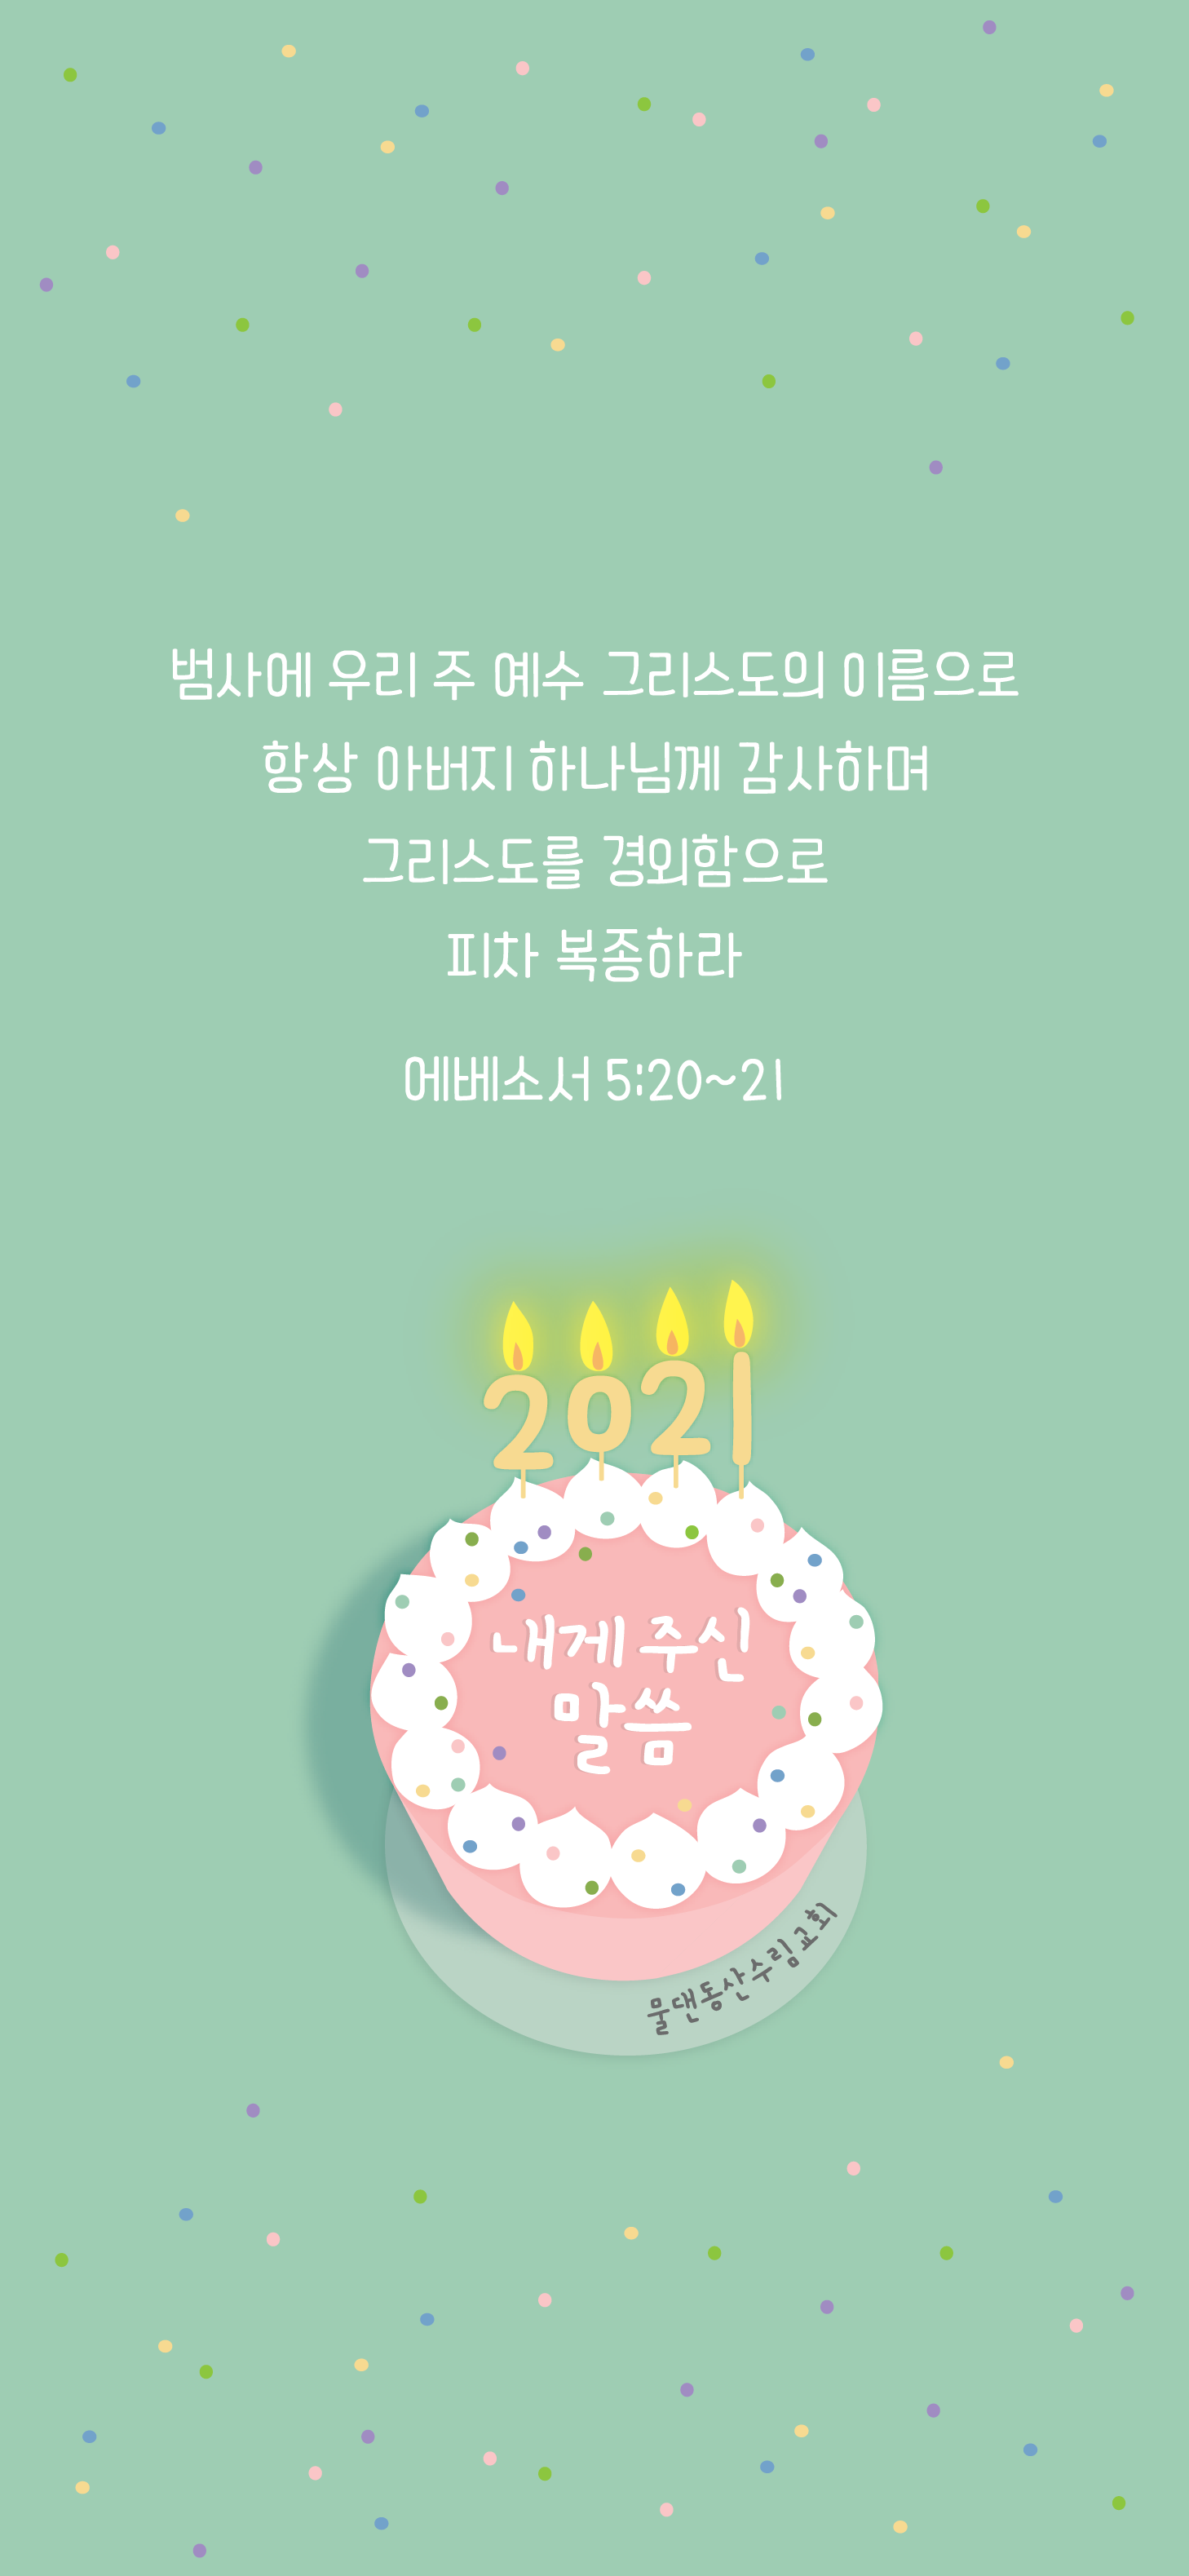 범사에 우리 주 예수 그리스도의 이름으로
항상 아버지 하나님께 감사하며
그리스도를 경외함으로
피차 복종하라
에베소서 5:20~21
2021
내게 주신
말씀
물댄동산수림교회